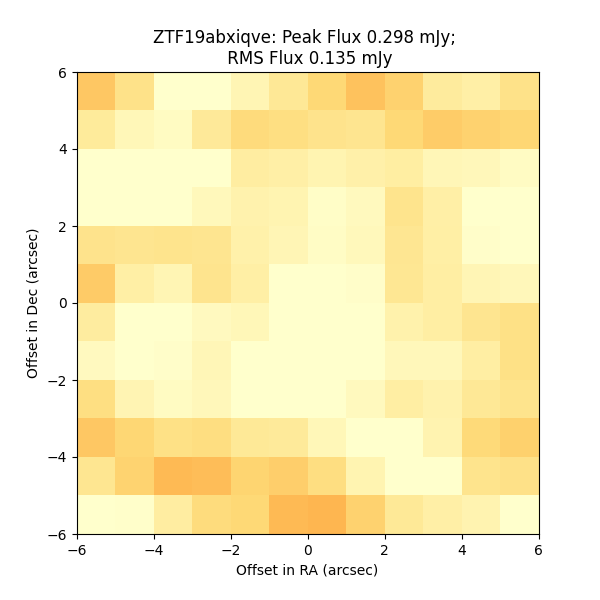 ZTF19abxiqve: Peak Flux 0.298 mJy;
RMS Flux 0.135 mJy
6
4
2
0
−2
−4
−6
Offset in Dec (arcsec)
−6 −4 −2 0 2 4 6
Offset in RA (arcsec)